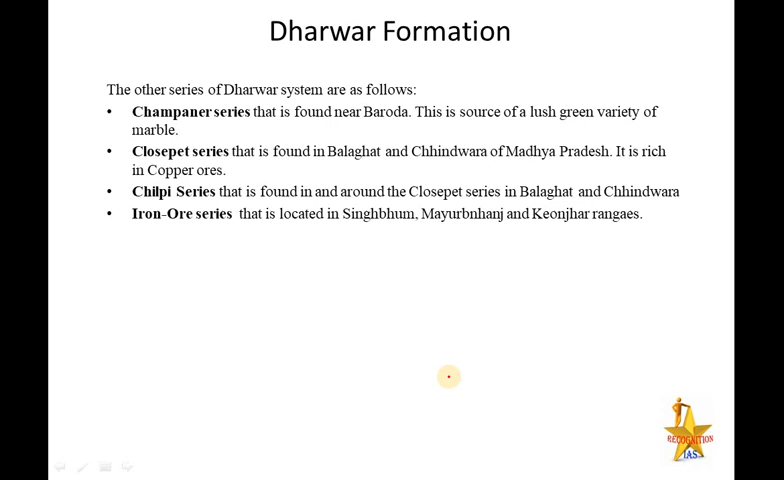 Dharwar Formation
The other series of Dharwar system are as follows:
• Champaner series that is found near Baroda. This is source of a lush green variety of
marble.
• Closepet series that is found in Balaghat and Chhindwara of Madhya Pradesh. It is rich
in Copper ores.
• Chilpi Series that is found in and around the Closepet series in Balaghat and Chhindwara
• Iron-Ore series that is located in Singhbhum, Mayurbnhanj and Keonjhar rangaes.
RECOGNITION
IAS